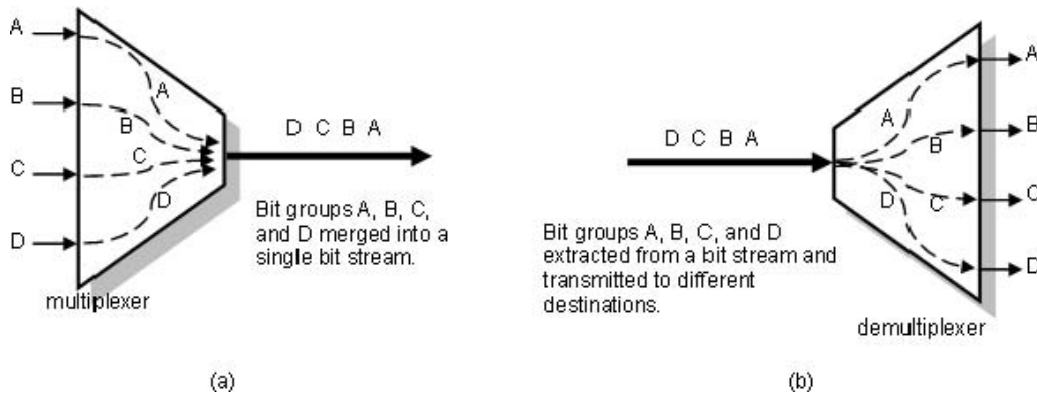 A
B
C
D
A
B
C
D
D C B A
Bit groups A, B, C,
and D merged into a
single bit stream.
multiplexer
(a)
D C B A
Bit groups A, B, C, and D
extracted from a bit stream and
transmitted to different
destinations.
A
B
C
D
A
B
C
D
demultiplexer
(b)